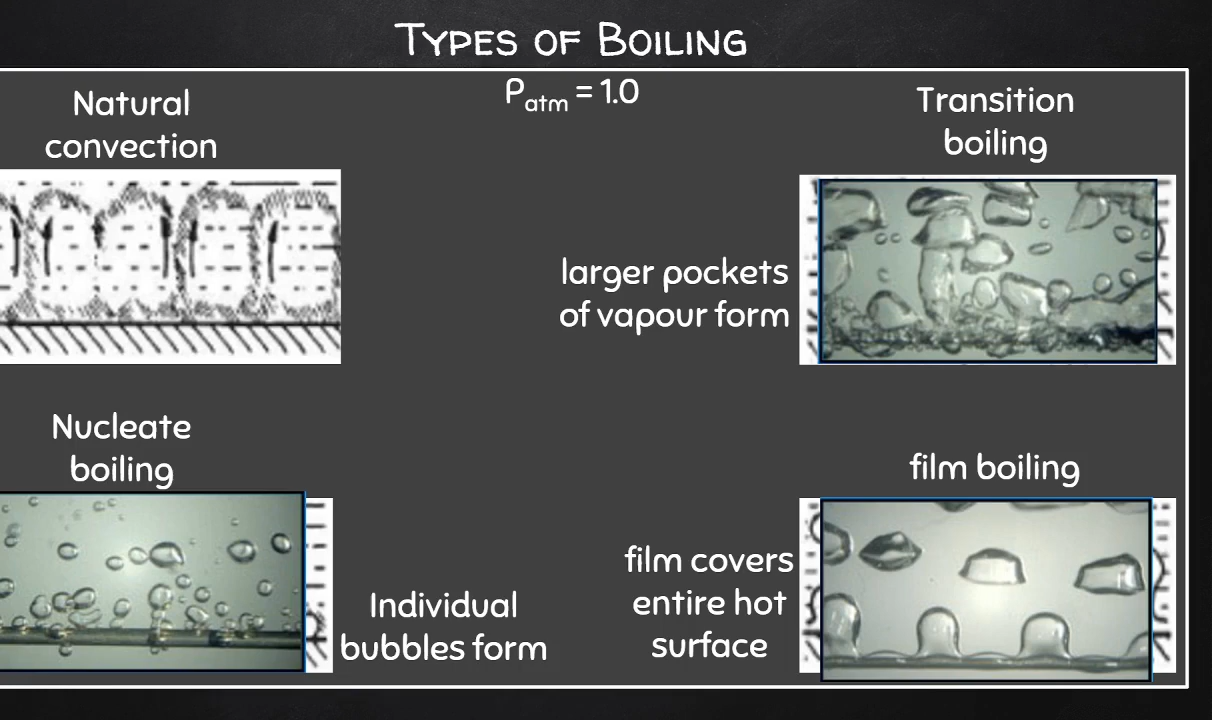 Types of Boiling
Patm = 1.0
Natural
convection
Transition
boiling
larger pockets
of vapour form
Nucleate
boiling
Individual
bubbles form
film boiling
film covers
entire hot
surface